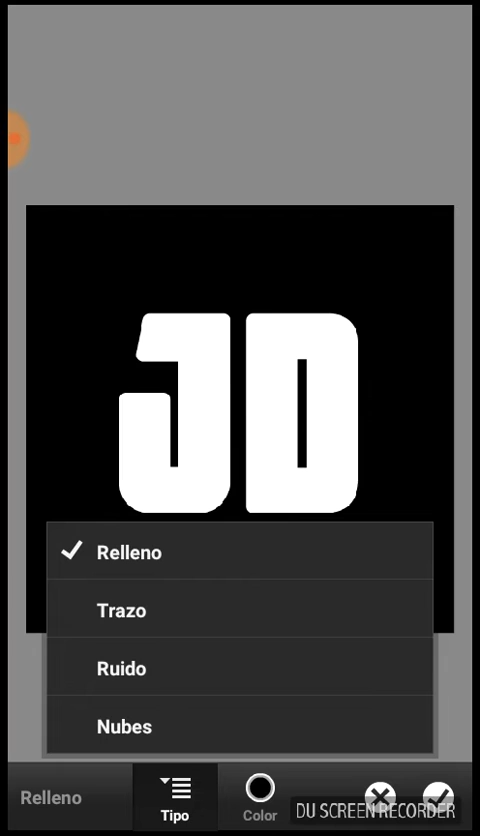 JD
Relleno
Trazo
Ruido
Nubes
Relleno
Tipo
Color
DU SCREEN RECORDER